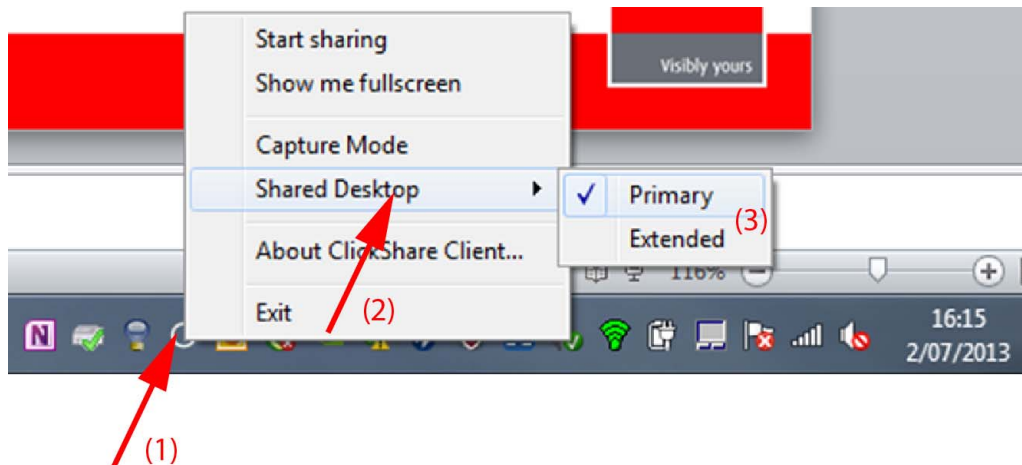 Start sharing
Show me fullscreen
Visibly yours
Capture Mode
Shared Desktop
Primary
(3)
Extended
About ClickShare Client...
116%
Exit
(2)
N
16:15
2/07/2013
(1)